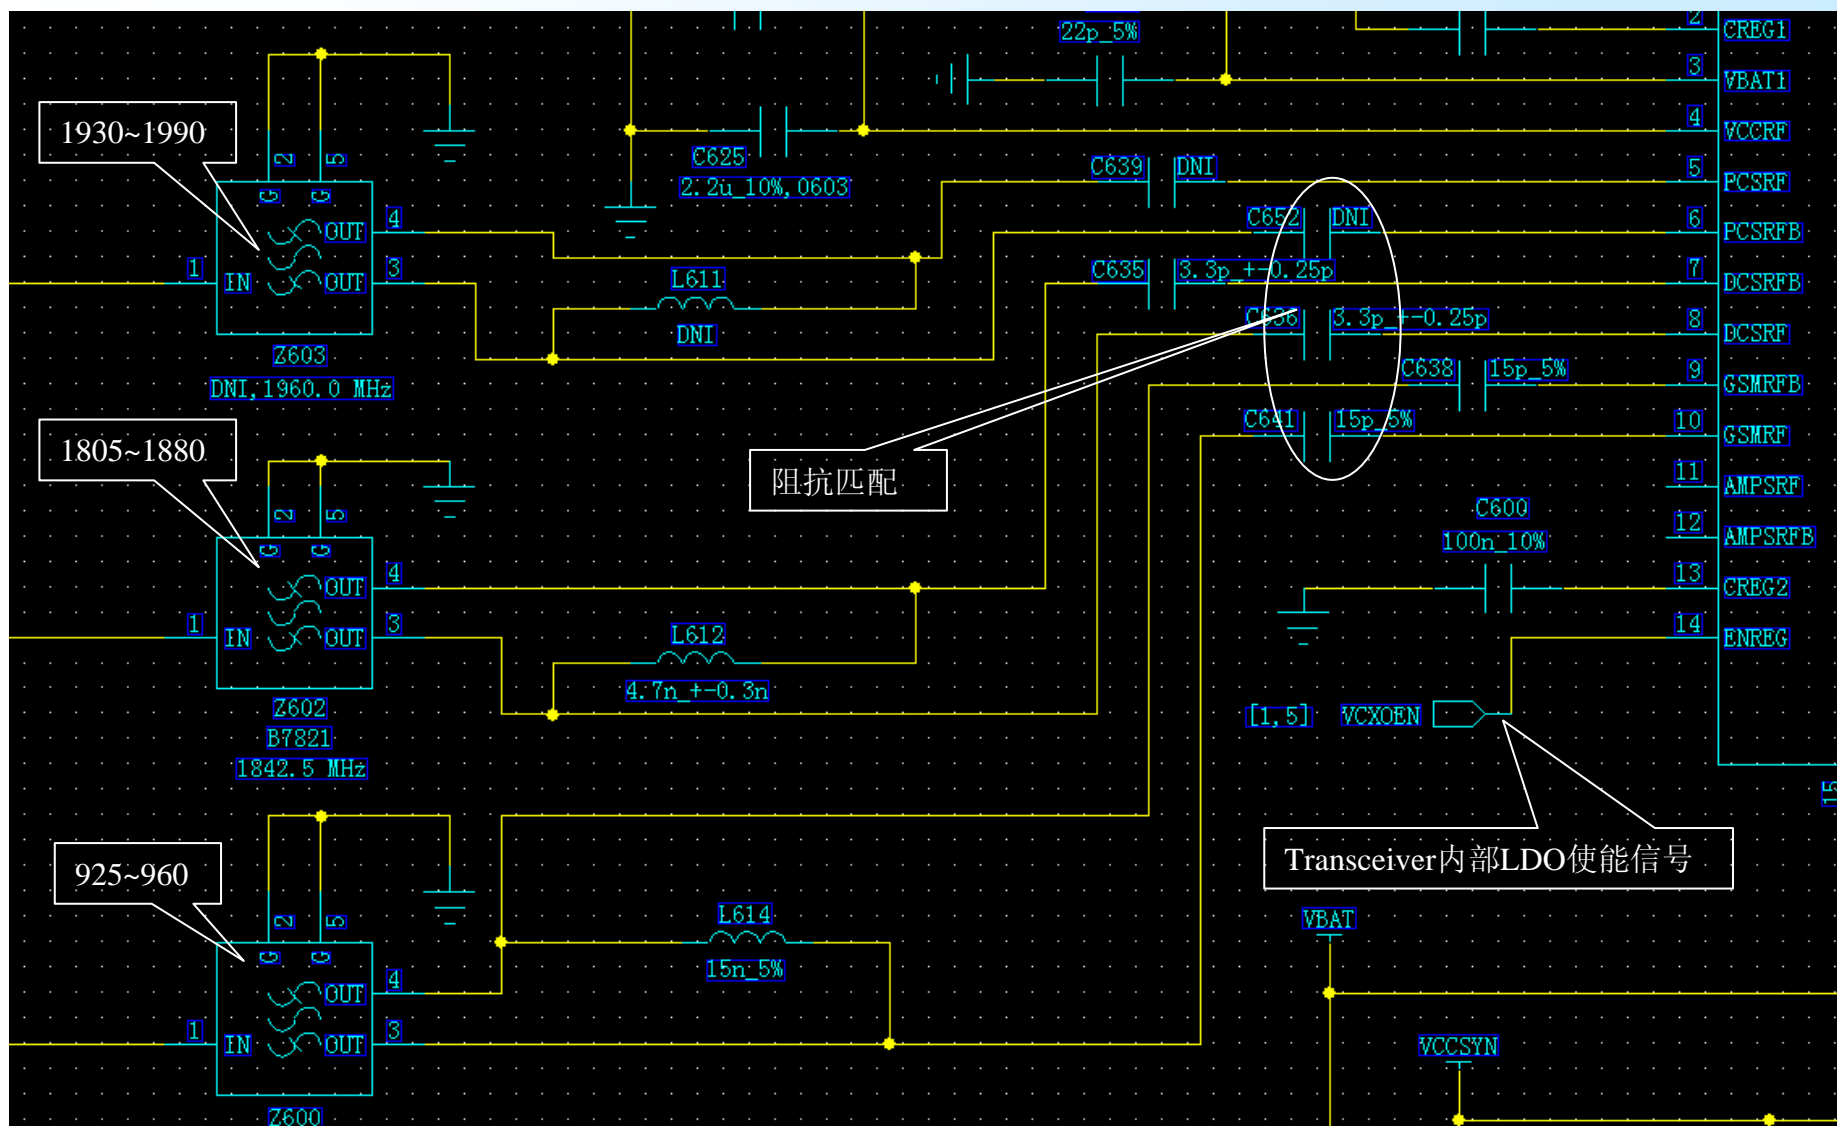 22p_5%
2
CREG1
3
VBAT1
4
VCCRF
1930~1990
C625
2.2u_10%,0603
C639
DNI
5
PCSRF
2
5
G
G
OUT
4
C652
DNI
6
PCSRFB
1
IN
OUT
3
L611
DNI
C635
3.3p_+-0.25p
7
DCSRFB
C636
3.3p_+-0.25p
8
DCSRF
Z603
DNI,1960.0 MHz
C638
15p_5%
9
GSMRFB
C641
15p_5%
10
GSMRF
1805~1880
阻抗匹配
11
AMPSRF
C600
100n_10%
12
AMPSRFB
2
5
G
G
OUT
4
13
CREG2
1
IN
OUT
3
L612
4.7n_+-0.3n
14
ENREG
Z602
B7821
1842.5 MHz
[1,5]
VCXOEN
15
Transceiver内部LDO使能信号
925~960
2
5
G
G
L614
15n_5%
VBAT
OUT
4
1
IN
OUT
3
VCCSYN
Z600